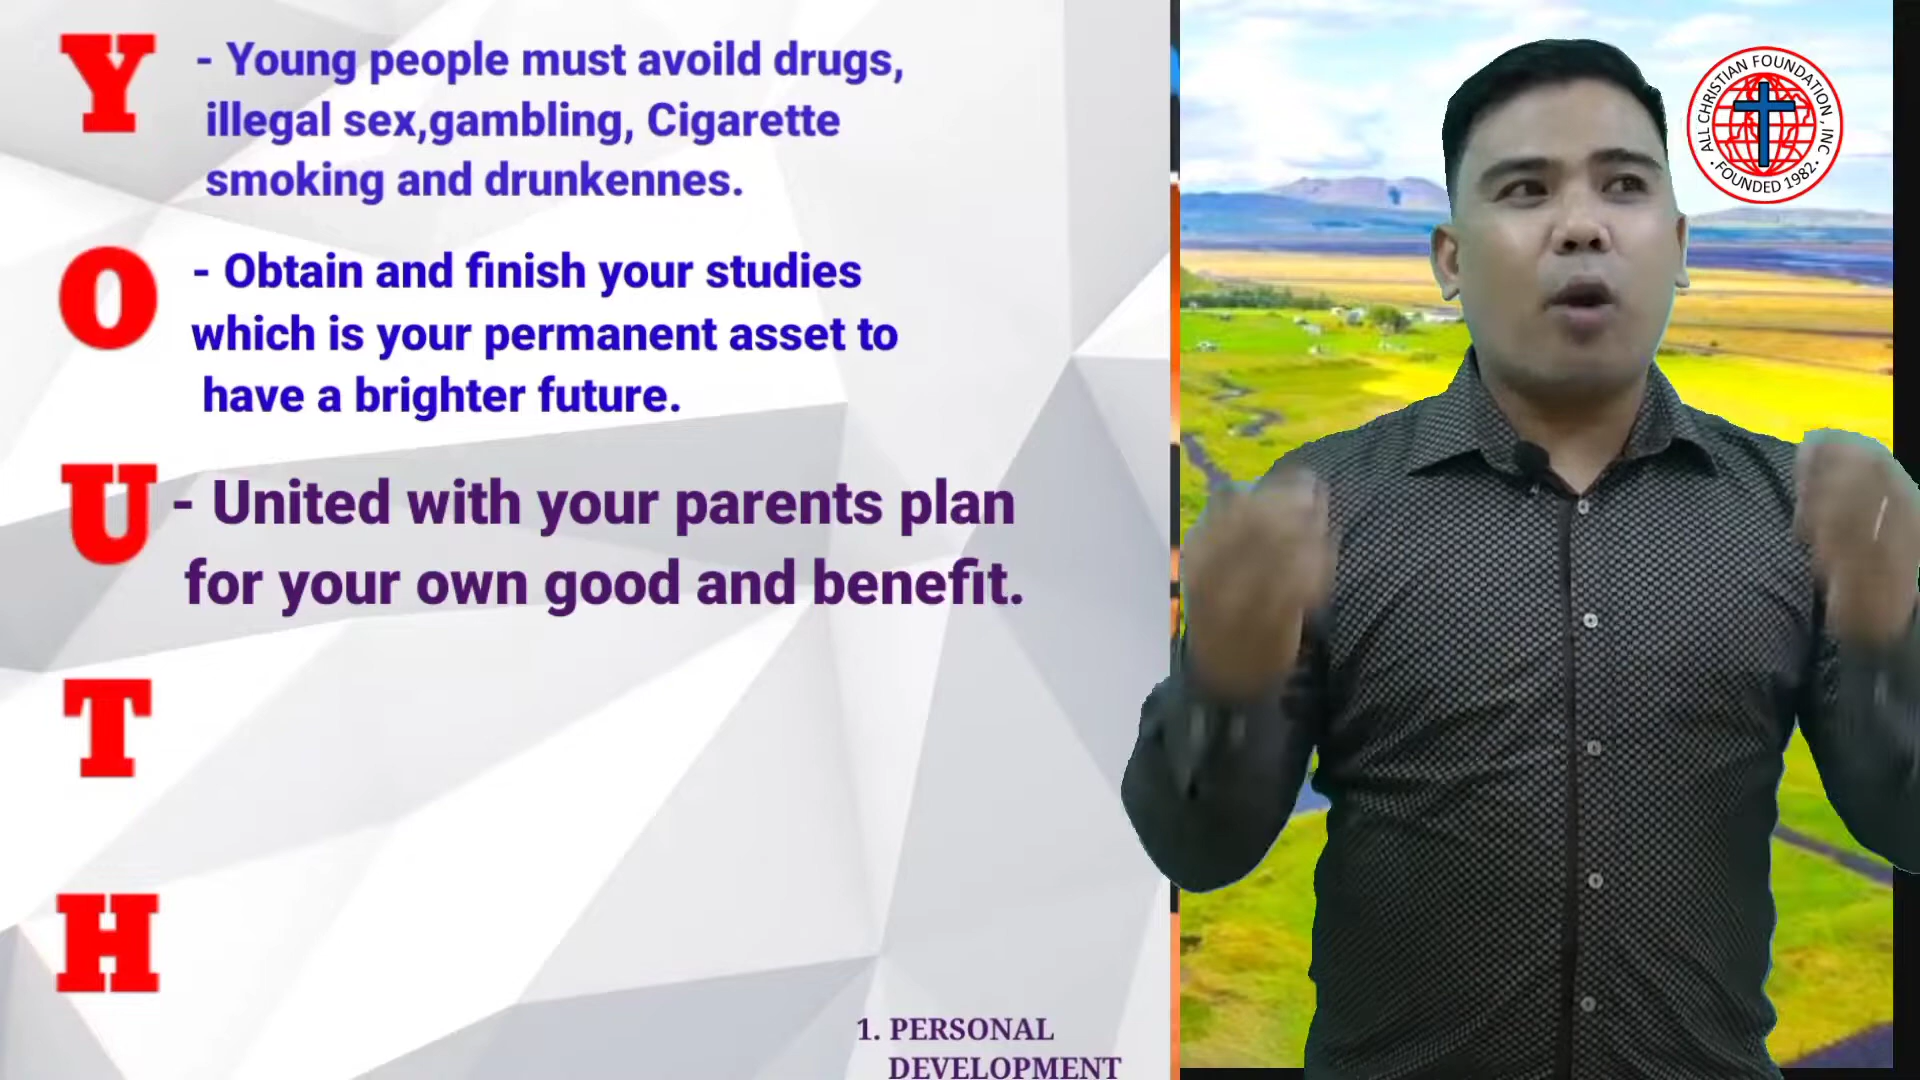 Y
- Young people must avoild drugs,
illegal sex,gambling, Cigarette
smoking and drunkennes.
O
- Obtain and finish your studies
which is your permanent asset to
have a brighter future.
U
- United with your parents plan
for your own good and benefit.
T
H
1. PERSONAL
DEVELOPMENT
ALL CHRISTIAN FOUNDATION, INC
· FOUNDED 1982 ·